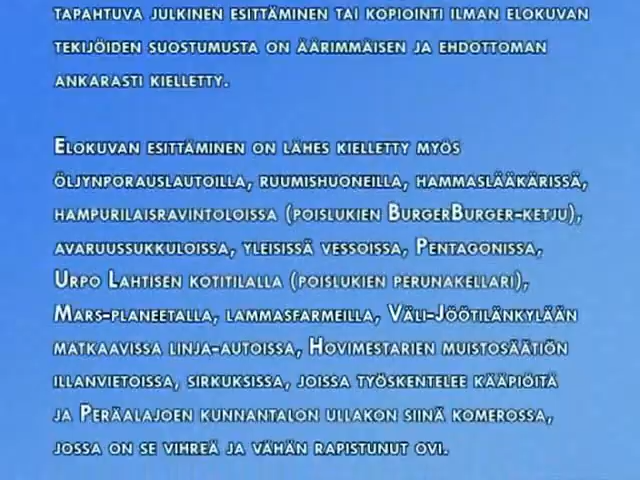 TAPAHTUVA JULKINEN ESITTÄMINEN TAI KOPIOINTI ILMAN ELOKUVAN
TEKIJÖIDEN SUOSTUMUSTA ON ÄÄRIMMÄISEN JA EHDOTTOMAN
ANKARASTI KIELLETTY.
ELOKUVAN ESITTÄMINEN ON LÄHES KIELLETTY MYÖS
ÖLJYNPORAUSLAUTOILLA, RUUMISHUONEILLA, HAMMASLÄÄKÄRISSÄ,
HAMPURILAISRAVINTOLOISSA (POISLUKIEN BURGERBURGER-KETJU),
AVARUUSSUKKULOISSA, YLEISISSÄ VESSOISSA, PENTAGONISSA,
URPO LAHTISEN KOTITILALLA (POISLUKIEN PERUNAKELLARI),
MARS-PLANEETALLA, LAMMASFARMEILLA, VÄLI-JÖÖTILÄNKYLÄÄN
MATKAAVISSA LINJA-AUTOISSA, HOVIMESTARIEN MUISTOSÄÄTIÖN
ILLANVIETOISSA, SIRKUKSISSA, JOISSA TYÖSKENTELEE KÄÄPIÖITÄ
JA PERÄALAJOEN KUNNANTALON ULLAKON SIINÄ KOMEROSSA,
JOSSA ON SE VIHREÄ JA VÄHÄN RAPISTUNUT OVI.